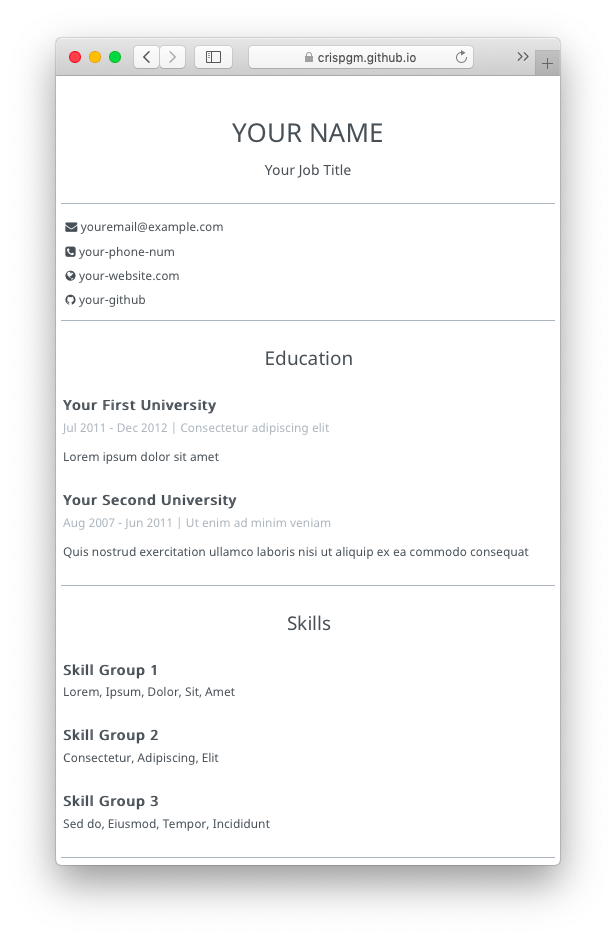 crispgm.github.io
YOUR NAME
Your Job Title
youremail@example.com
your-phone-num
your-website.com
your-github
Education
Your First University
Jul 2011 - Dec 2012 | Consectetur adipiscing elit
Lorem ipsum dolor sit amet
Your Second University
Aug 2007 - Jun 2011 | Ut enim ad minim veniam
Quis nostrud exercitation ullamco laboris nisi ut aliquip ex ea commodo consequat
Skills
Skill Group 1
Lorem, Ipsum, Dolor, Sit, Amet
Skill Group 2
Consectetur, Adipiscing, Elit
Skill Group 3
Sed do, Eiusmod, Tempor, Incididunt